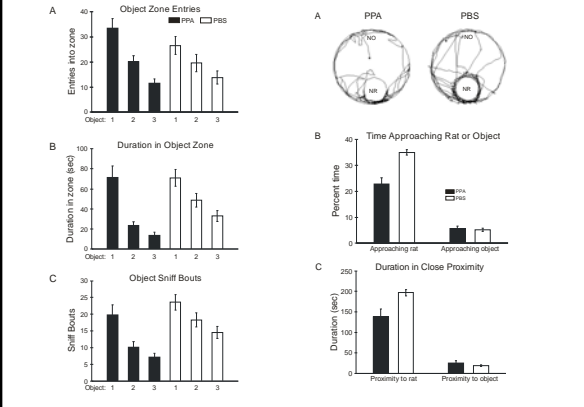 A
Object Zone Entries
PPA PBS
Entries into zone
40
30
20
10
0
Object: 1 2 3 1 2 3
B
Duration in Object Zone
Duration in zone (sec)
100
80
60
40
20
0
Object: 1 2 3 1 2 3
C
Object Sniff Bouts
Sniff Bouts
30
25
20
15
10
5
0
Object: 1 2 3 1 2 3
A
PPA PBS
NO NO
NR NR
B
Time Approaching Rat or Object
Percent time
40
30
20
10
0
PPA
PBS
Approaching rat Approaching object
C
Duration in Close Proximity
Duration (sec)
250
200
150
100
50
0
Proximity to rat Proximity to object